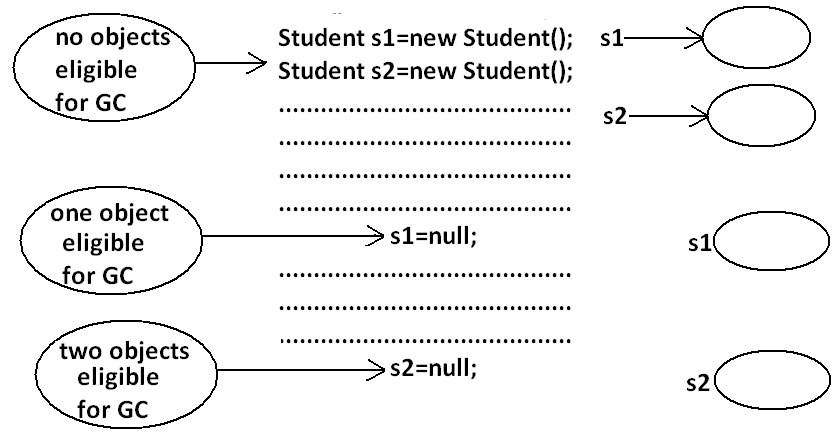 no objects
eligible
for GC
Student s1=new Student();
Student s2=new Student();
s1
s2
.............................................
.............................................
.............................................
.............................................
one object
eligible
for GC
s1=null;
s1
.............................................
.............................................
.............................................
two objects
eligible
for GC
s2=null;
s2